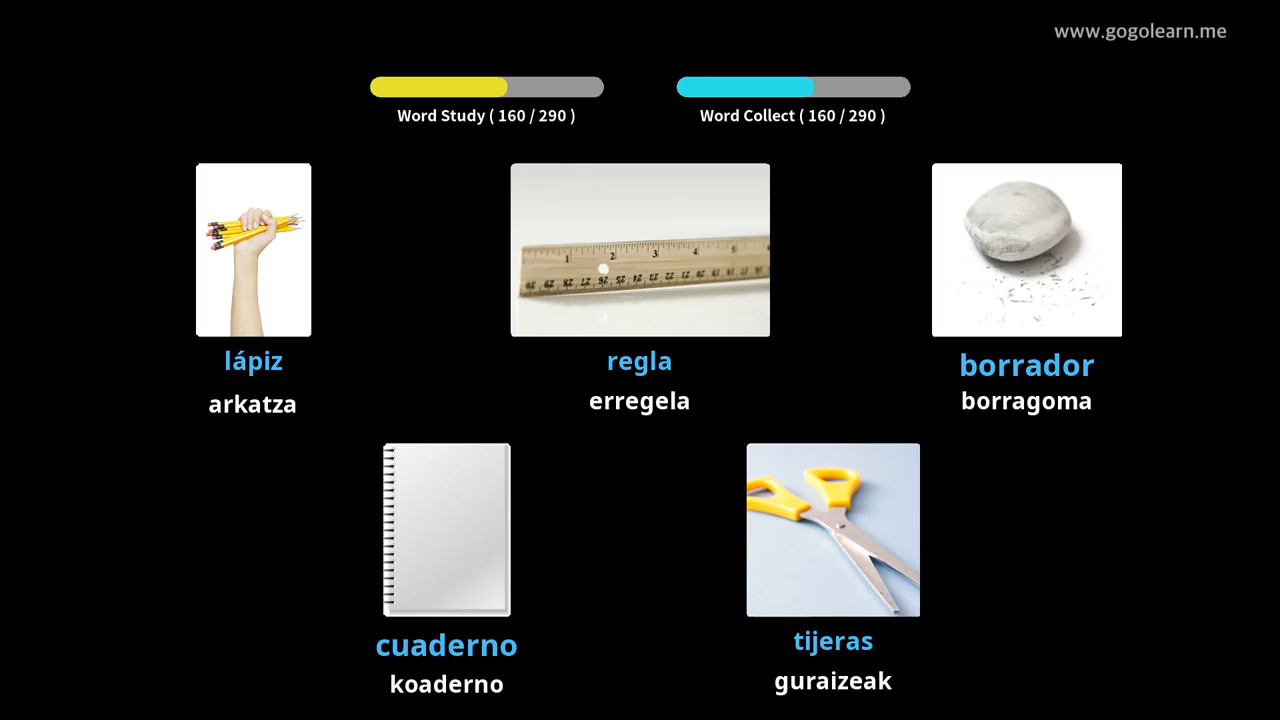 www.gogolearn.me
Word Study ( 160 / 290 )
Word Collect ( 160 / 290 )
lápiz
arkatza
regla
erregela
borrador
borragoma
cuaderno
koaderno
tijeras
guraizeak